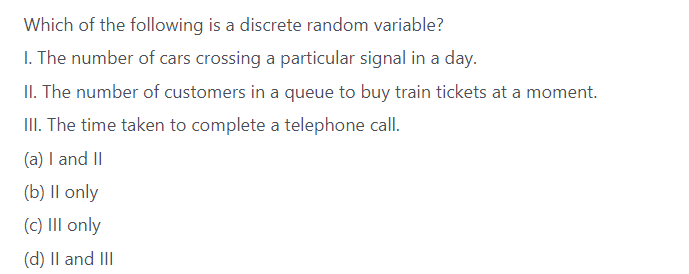 Which of the following is a discrete random variable?
I. The number of cars crossing a particular signal in a day.
II. The number of customers in a queue to buy train tickets at a moment.
III. The time taken to complete a telephone call.
(a) I and II
(b) II only
(c) III only
(d) II and III